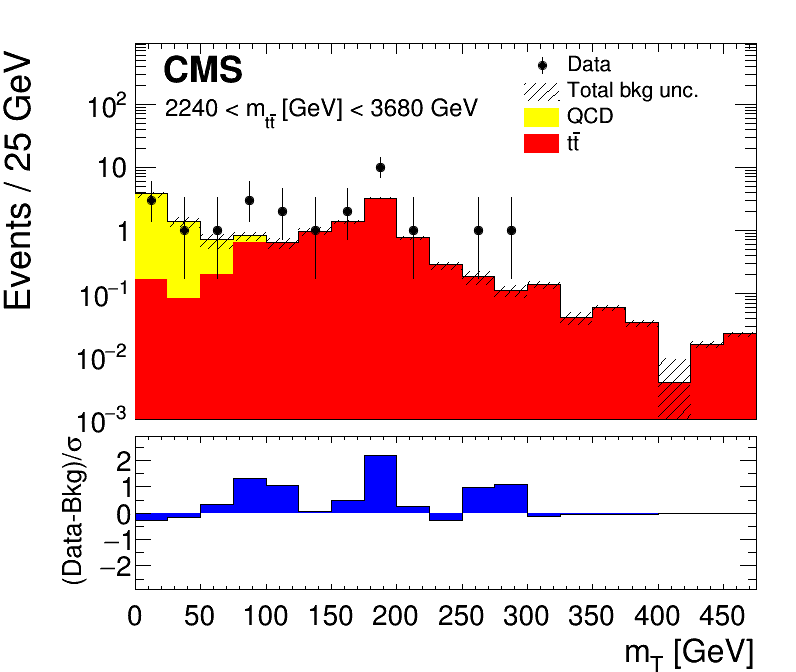 CMS
2240 < m_{tt̄} [GeV] < 3680 GeV
Data
Total bkg unc.
QCD
tt̄
Events / 25 GeV
10²
10
1
10⁻¹
10⁻²
10⁻³
(Data-Bkg)/σ
2
1
0
−1
−2
0 50 100 150 200 250 300 350 400 450
m_T [GeV]